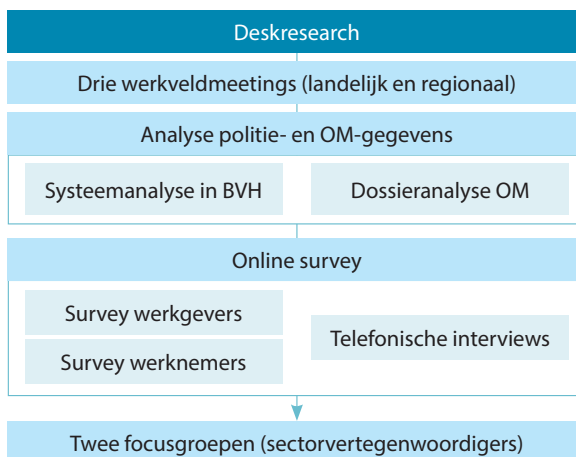 Deskresearch
Drie werkveldmeetings (landelijk en regionaal)
Analyse politie- en OM-gegevens
Systeemanalyse in BVH
Dossieranalyse OM
Online survey
Survey werkgevers
Survey werknemers
Telefonische interviews
Twee focusgroepen (sectorvertegenwoordigers)